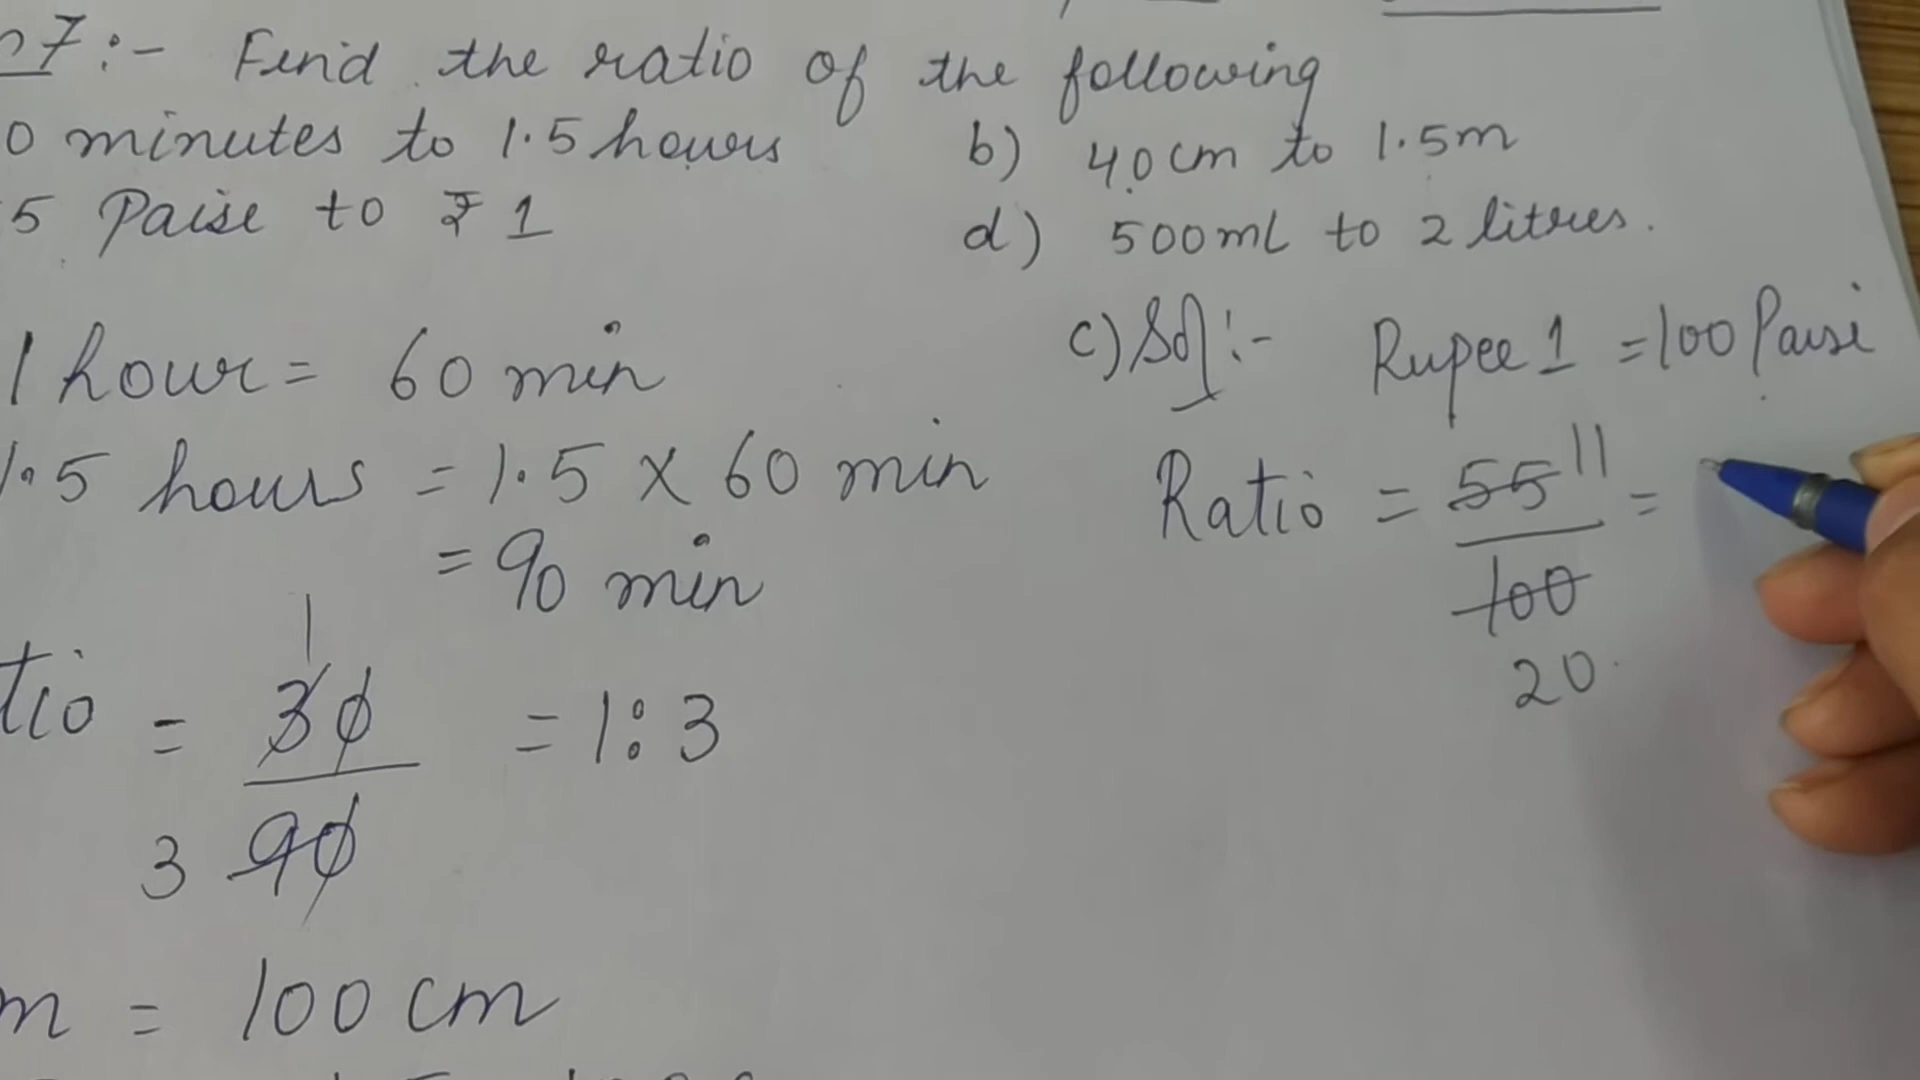 7:- Find the ratio of the following
0 minutes to 1.5 hours b) 40cm to 1.5m
5 Paise to ₹ 1 d) 500ml to 2 litres.
1 hour = 60 min
1.5 hours = 1.5 x 60 min
= 90 min
1
tio = 30 = 1:3
3 90
m = 100 cm
c) Sol:- Rupee 1 = 100 Paise
Ratio = 55 11 =
100
20